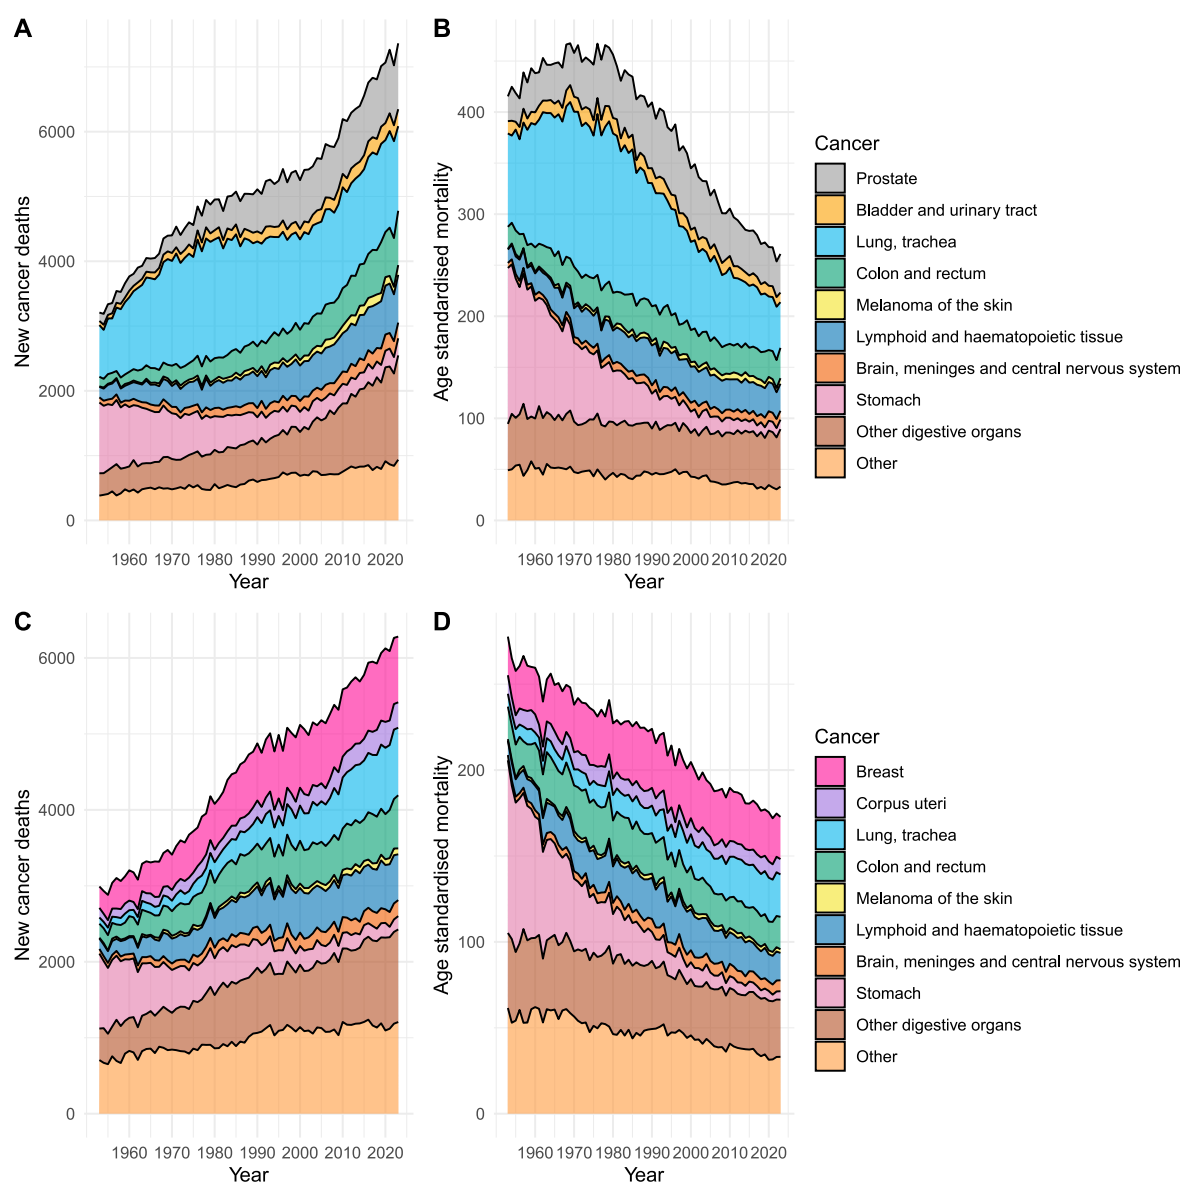 A
B
New cancer deaths
6000
4000
2000
0
1960 1970 1980 1990 2000 2010 2020
Year
Age standardised mortality
400
300
200
100
0
1960 1970 1980 1990 2000 2010 2020
Year
Cancer
Prostate
Bladder and urinary tract
Lung, trachea
Colon and rectum
Melanoma of the skin
Lymphoid and haematopoietic tissue
Brain, meninges and central nervous system
Stomach
Other digestive organs
Other
C
D
New cancer deaths
6000
4000
2000
0
1960 1970 1980 1990 2000 2010 2020
Year
Age standardised mortality
200
100
0
1960 1970 1980 1990 2000 2010 2020
Year
Cancer
Breast
Corpus uteri
Lung, trachea
Colon and rectum
Melanoma of the skin
Lymphoid and haematopoietic tissue
Brain, meninges and central nervous system
Stomach
Other digestive organs
Other